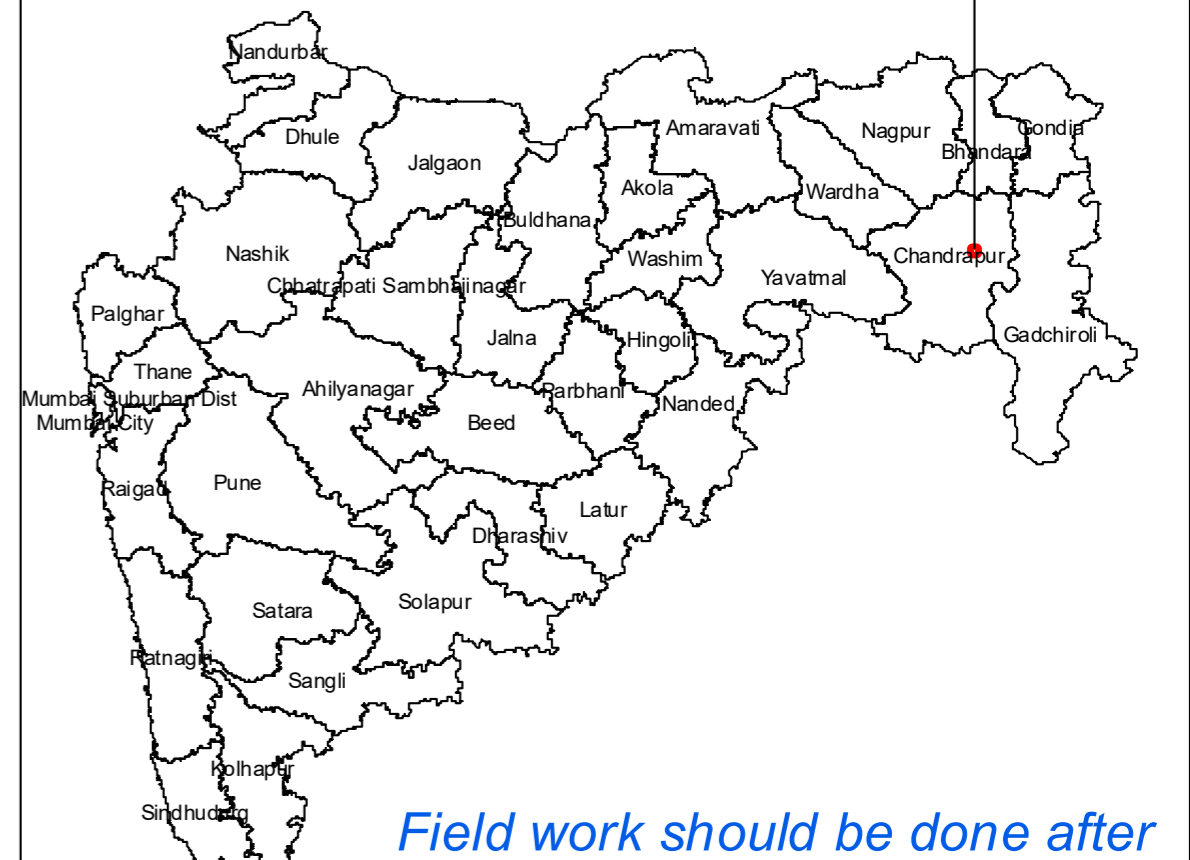 Nandurbar
Dhule
Jalgaon
Amaravati
Nagpur
Gondia
Bhandara
Akola
Wardha
Buldhana
Nashik
Washim
Chandrapur
Yavatmal
Chhatrapati Sambhajinagar
Palghar
Jalna
Hingoli
Gadchiroli
Thane
Ahilyanagar
Parbhani
Mumbai Suburban Dist
Nanded
Mumbai City
Beed
Raigad
Pune
Latur
Dharashiv
Satara
Solapur
Ratnagiri
Sangli
Kolhapur
Sindhudurg
Field work should be done after